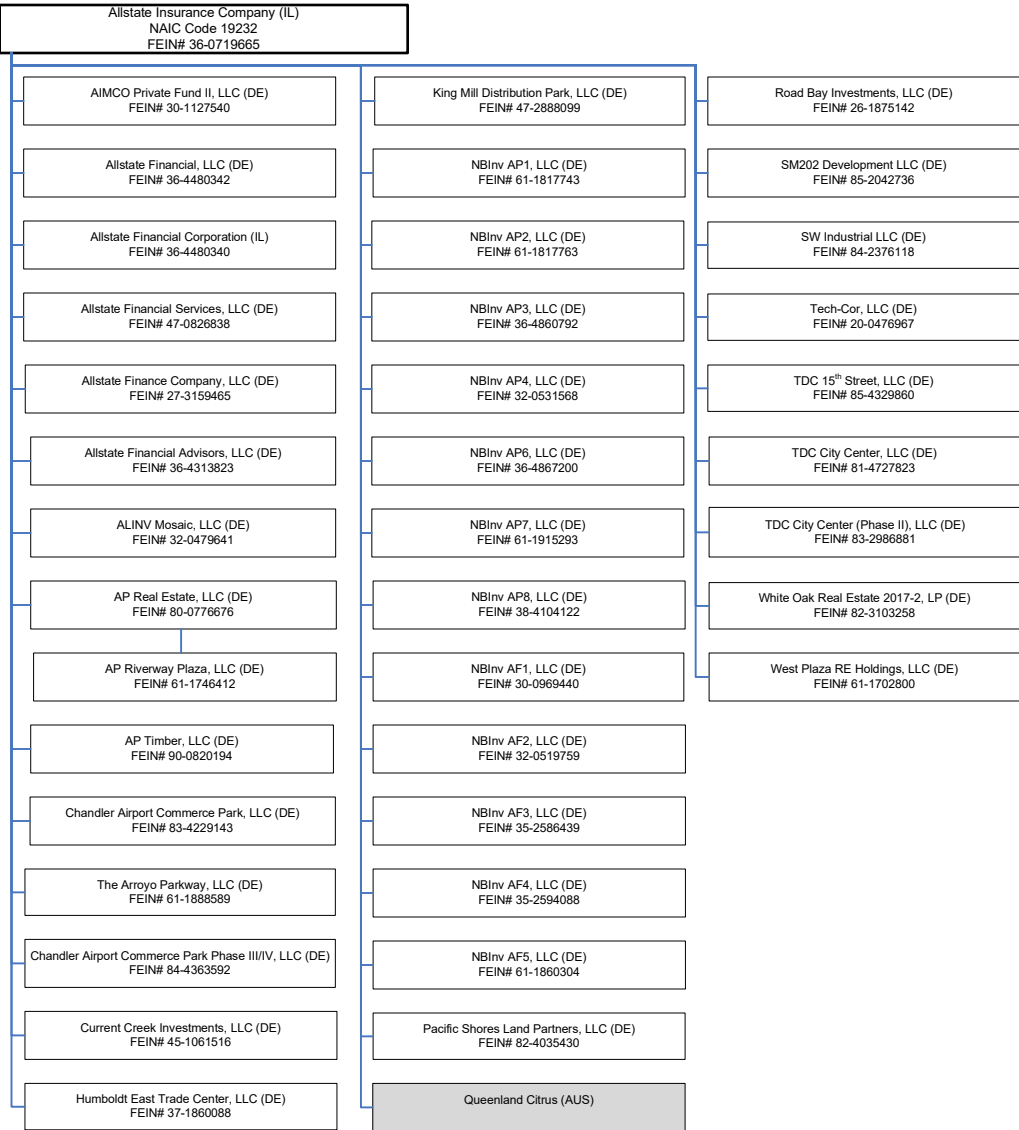 Allstate Insurance Company (IL)
NAIC Code 19232
FEIN# 36-0719665
AIMCO Private Fund II, LLC (DE)
FEIN# 30-1127540
Allstate Financial, LLC (DE)
FEIN# 36-4480342
Allstate Financial Corporation (IL)
FEIN# 36-4480340
Allstate Financial Services, LLC (DE)
FEIN# 47-0826838
Allstate Finance Company, LLC (DE)
FEIN# 27-3159465
Allstate Financial Advisors, LLC (DE)
FEIN# 36-4313823
ALINV Mosaic, LLC (DE)
FEIN# 32-0479641
AP Real Estate, LLC (DE)
FEIN# 80-0776676
AP Riverway Plaza, LLC (DE)
FEIN# 61-1746412
AP Timber, LLC (DE)
FEIN# 90-0820194
Chandler Airport Commerce Park, LLC (DE)
FEIN# 83-4229143
The Arroyo Parkway, LLC (DE)
FEIN# 61-1888589
Chandler Airport Commerce Park Phase III/IV, LLC (DE)
FEIN# 84-4363592
Current Creek Investments, LLC (DE)
FEIN# 45-1061516
Humboldt East Trade Center, LLC (DE)
FEIN# 37-1860088
King Mill Distribution Park, LLC (DE)
FEIN# 47-2888099
NBInv AP1, LLC (DE)
FEIN# 61-1817743
NBInv AP2, LLC (DE)
FEIN# 61-1817763
NBInv AP3, LLC (DE)
FEIN# 36-4860792
NBInv AP4, LLC (DE)
FEIN# 32-0531568
NBInv AP6, LLC (DE)
FEIN# 36-4867200
NBInv AP7, LLC (DE)
FEIN# 61-1915293
NBInv AP8, LLC (DE)
FEIN# 38-4104122
NBInv AF1, LLC (DE)
FEIN# 30-0969440
NBInv AF2, LLC (DE)
FEIN# 32-0519759
NBInv AF3, LLC (DE)
FEIN# 35-2586439
NBInv AF4, LLC (DE)
FEIN# 35-2594088
NBInv AF5, LLC (DE)
FEIN# 61-1860304
Pacific Shores Land Partners, LLC (DE)
FEIN# 82-4035430
Queenland Citrus (AUS)
Road Bay Investments, LLC (DE)
FEIN# 26-1875142
SM202 Development LLC (DE)
FEIN# 85-2042736
SW Industrial LLC (DE)
FEIN# 84-2376118
Tech-Cor, LLC (DE)
FEIN# 20-0476967
TDC 15th Street, LLC (DE)
FEIN# 85-4329860
TDC City Center, LLC (DE)
FEIN# 81-4727823
TDC City Center (Phase II), LLC (DE)
FEIN# 83-2986881
White Oak Real Estate 2017-2, LP (DE)
FEIN# 82-3103258
West Plaza RE Holdings, LLC (DE)
FEIN# 61-1702800